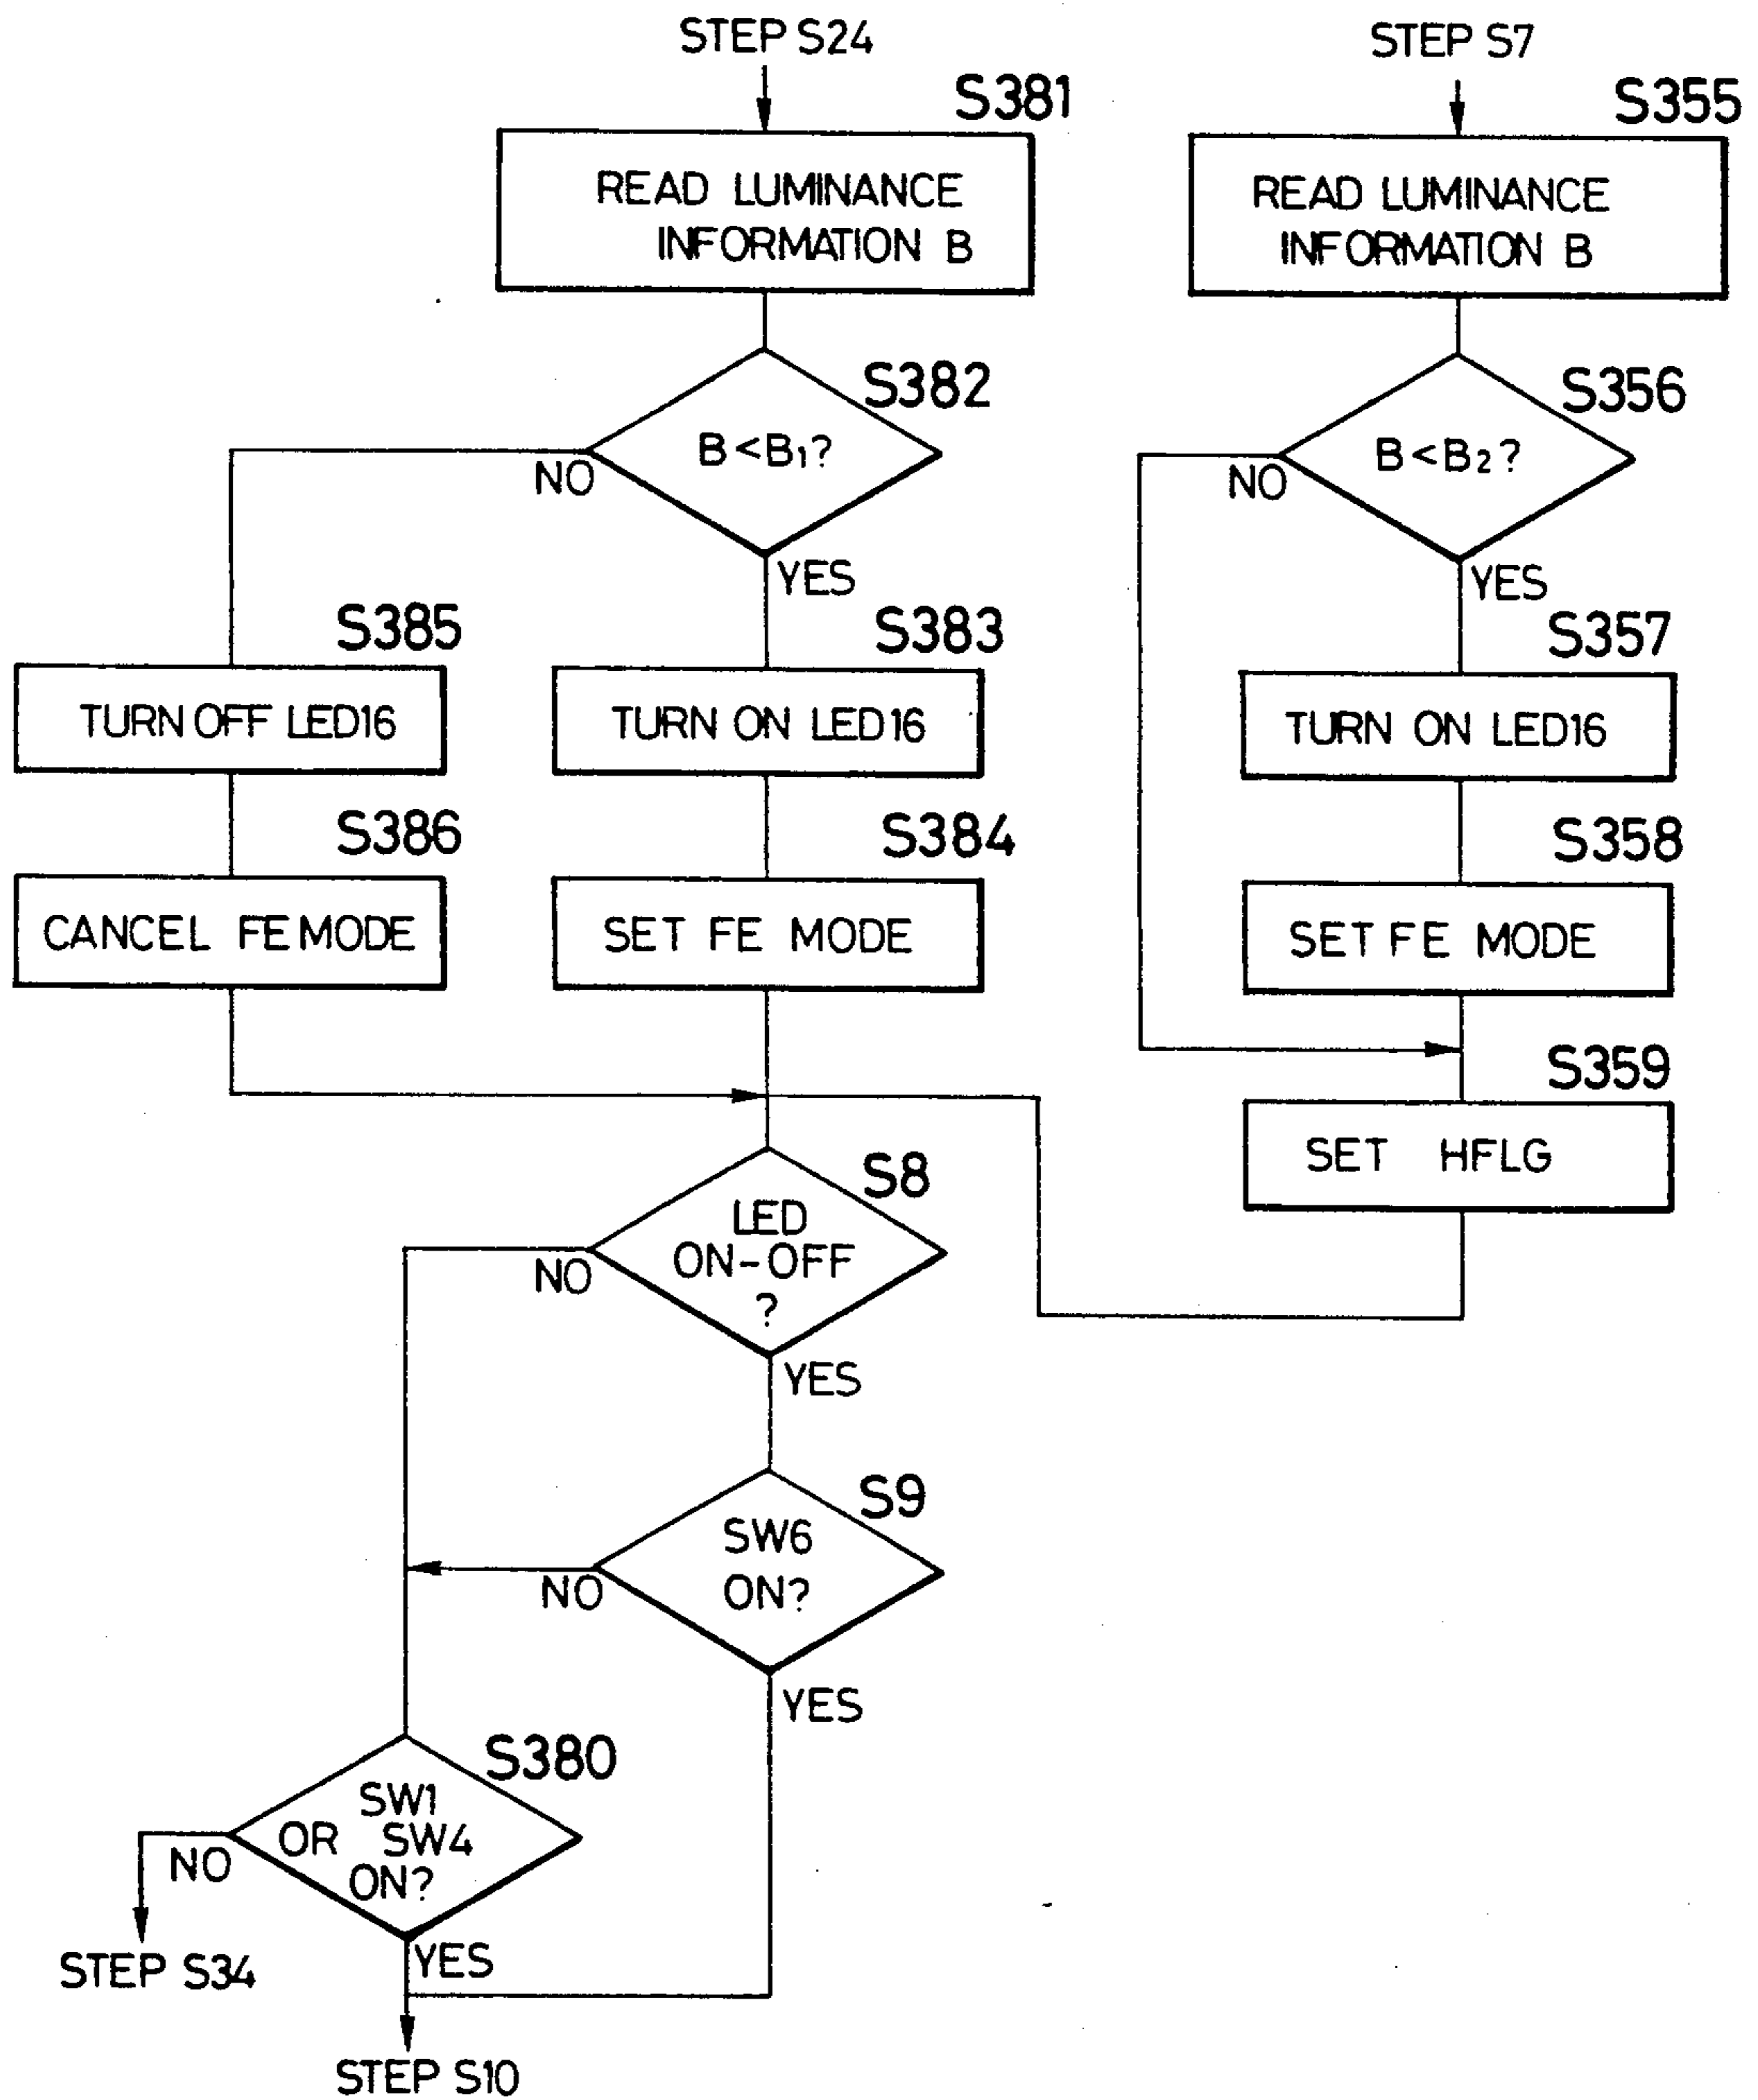 STEP S24
S381
READ LUMINANCE
INFORMATION B
S382
B<B1?
NO
YES
S385
TURN OFF LED16
S383
TURN ON LED16
S386
CANCEL FE MODE
S384
SET FE MODE
STEP S7
S355
READ LUMINANCE
INFORMATION B
S356
B<B2?
NO
YES
S357
TURN ON LED16
S358
SET FE MODE
S359
SET HFLG
S8
LED
ON-OFF
?
NO
YES
S9
SW6
ON?
NO
YES
S380
SW1
OR SW4
ON?
NO
YES
STEP S34
STEP S10